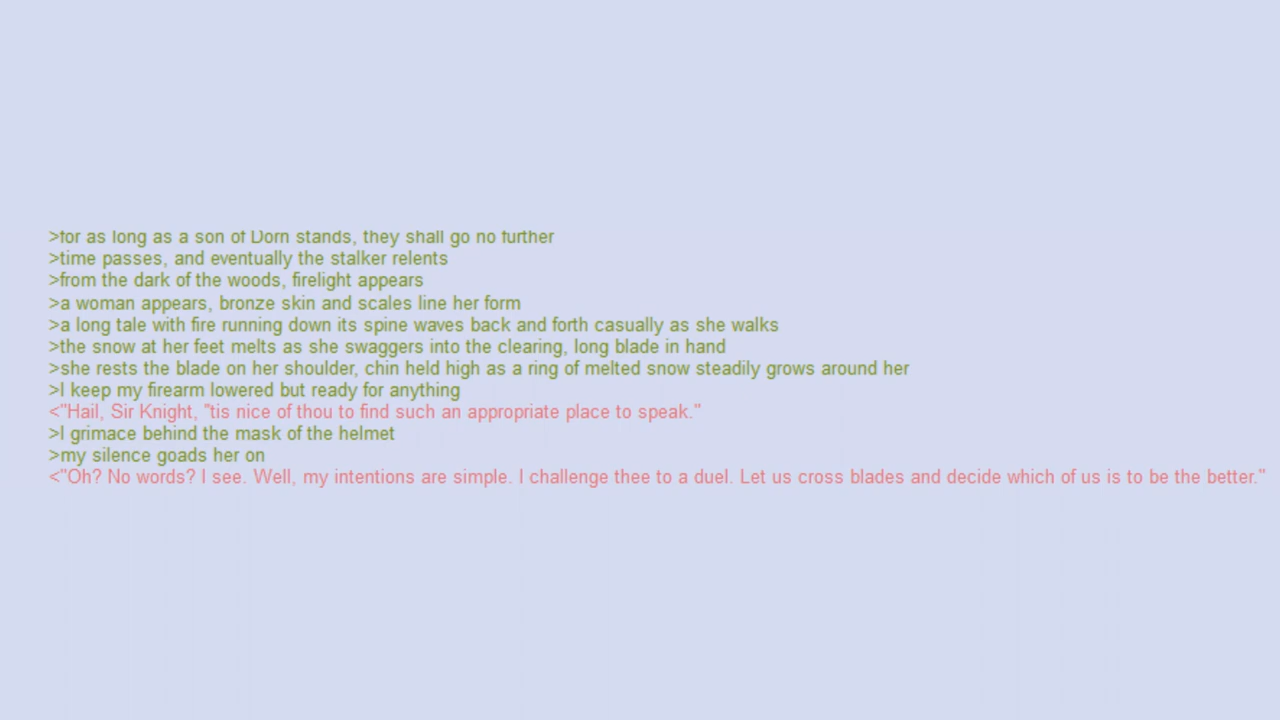 >for as long as a son of Dorn stands, they shall go no further
>time passes, and eventually the stalker relents
>from the dark of the woods, firelight appears
>a woman appears, bronze skin and scales line her form
>a long tale with fire running down its spine waves back and forth casually as she walks
>the snow at her feet melts as she swaggers into the clearing, long blade in hand
>she rests the blade on her shoulder, chin held high as a ring of melted snow steadily grows around her
>I keep my firearm lowered but ready for anything
<"Hail, Sir Knight, "tis nice of thou to find such an appropriate place to speak."
>I grimace behind the mask of the helmet
>my silence goads her on
<"Oh? No words? I see. Well, my intentions are simple. I challenge thee to a duel. Let us cross blades and decide which of us is to be the better."